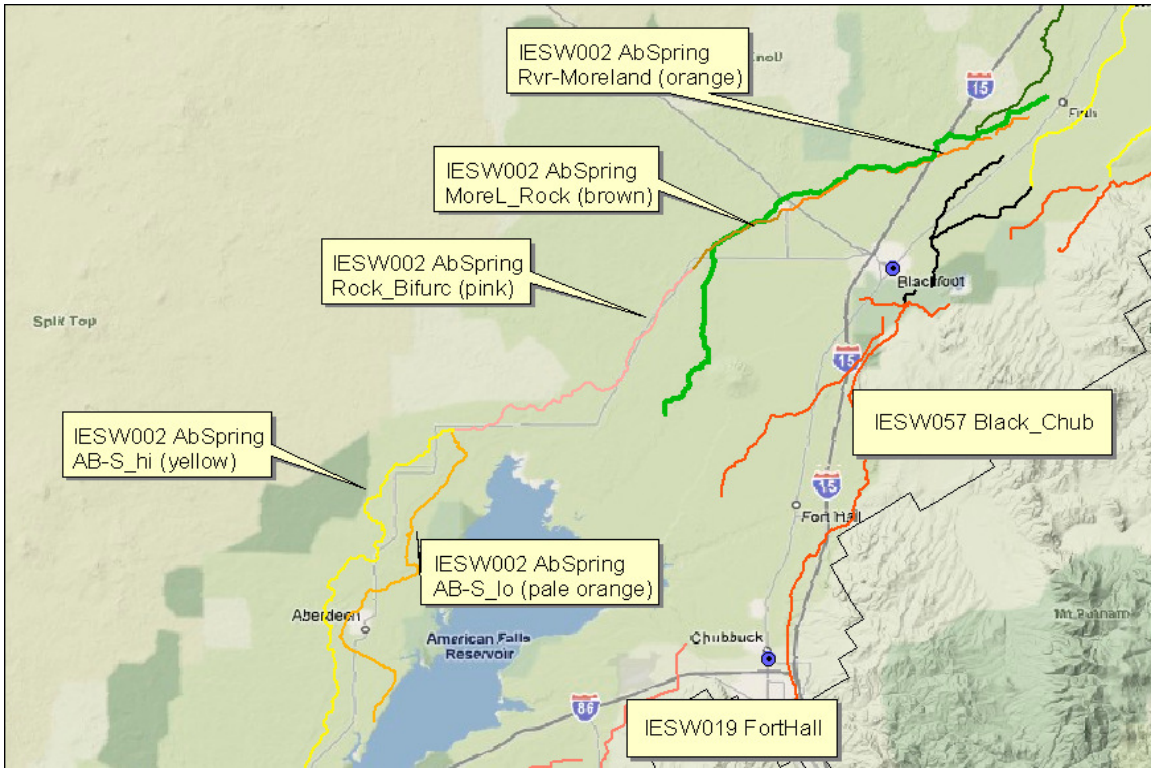 IESW002 AbSpring
Rvr-Moreland (orange)
15
Firth
IESW002 AbSpring
MoreL_Rock (brown)
IESW002 AbSpring
Rock_Bifurc (pink)
Blackfoot
Split Top
15
IESW002 AbSpring
AB-S_hi (yellow)
IESW057 Black_Chub
15
Fort Hall
IESW002 AbSpring
AB-S_lo (pale orange)
Aberdeen
American Falls
Reservoir
Chubbuck
Mt Putnam
86
IESW019 FortHall